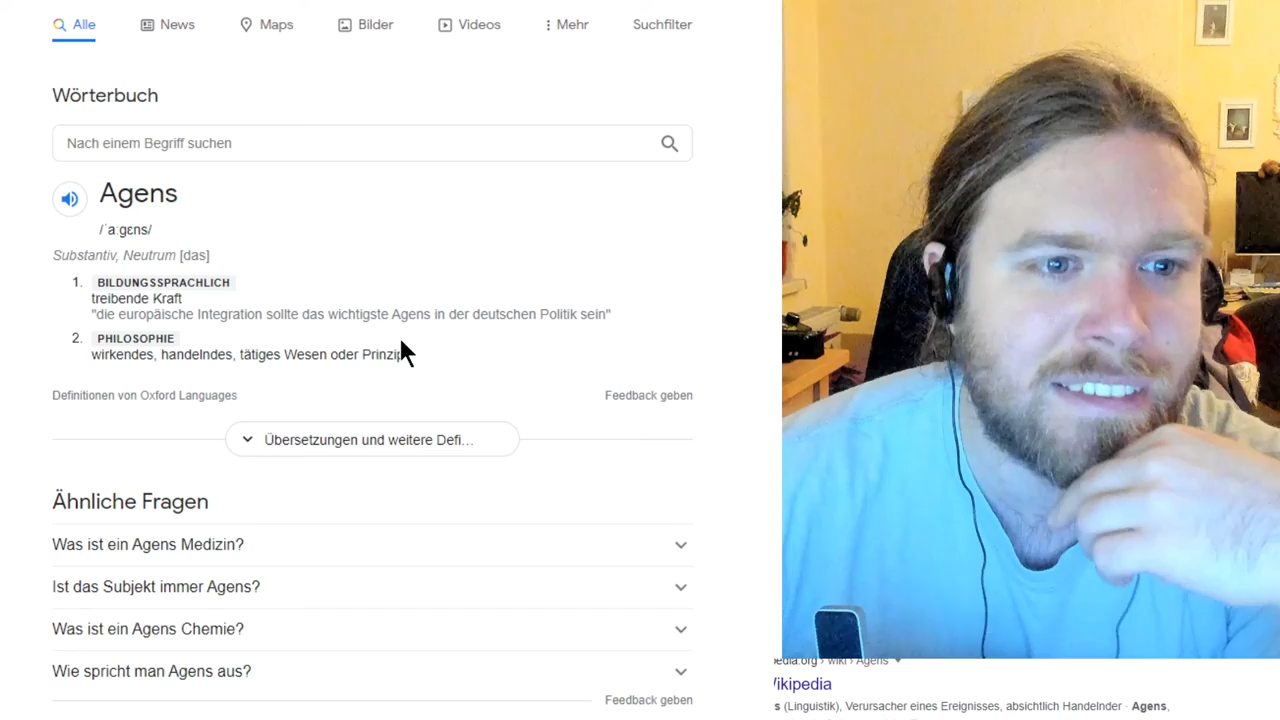 Alle News Maps Bilder Videos Mehr Suchfilter
Wörterbuch
Nach einem Begriff suchen
Agens
/ˈaːɡɛns/
Substantiv, Neutrum [das]
1. BILDUNGSSPRACHLICH
treibende Kraft
"die europäische Integration sollte das wichtigste Agens in der deutschen Politik sein"
2. PHILOSOPHIE
wirkendes, handelndes, tätiges Wesen oder Prinzip
Definitionen von Oxford Languages Feedback geben
Übersetzungen und weitere Defi…
Ähnliche Fragen
Was ist ein Agens Medizin?
Ist das Subjekt immer Agens?
Was ist ein Agens Chemie?
Wie spricht man Agens aus?
Feedback geben
pedia.org › wiki › Agens
ikipedia
s (Linguistik), Verursacher eines Ereignisses, absichtlich Handelnder · Agens,